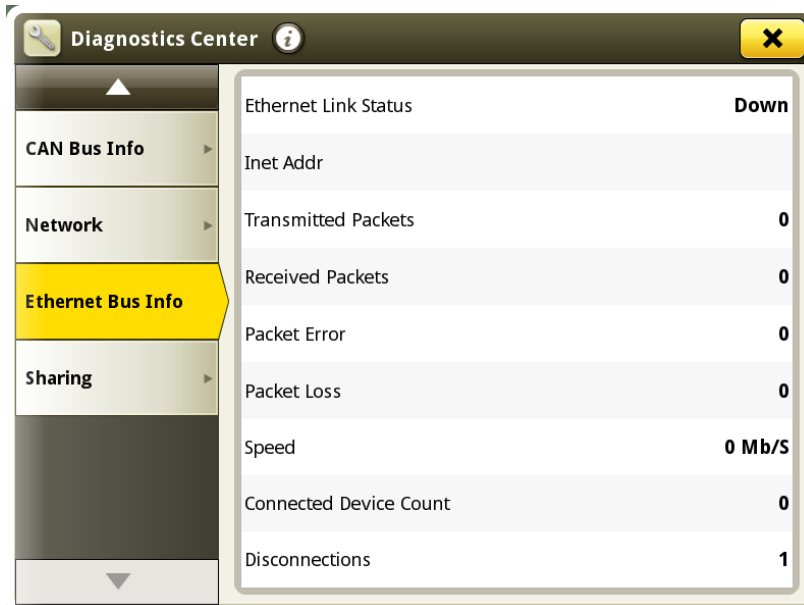 Diagnostics Center
CAN Bus Info
Network
Ethernet Bus Info
Sharing
Ethernet Link Status Down
Inet Addr
Transmitted Packets 0
Received Packets 0
Packet Error 0
Packet Loss 0
Speed 0 Mb/S
Connected Device Count 0
Disconnections 1